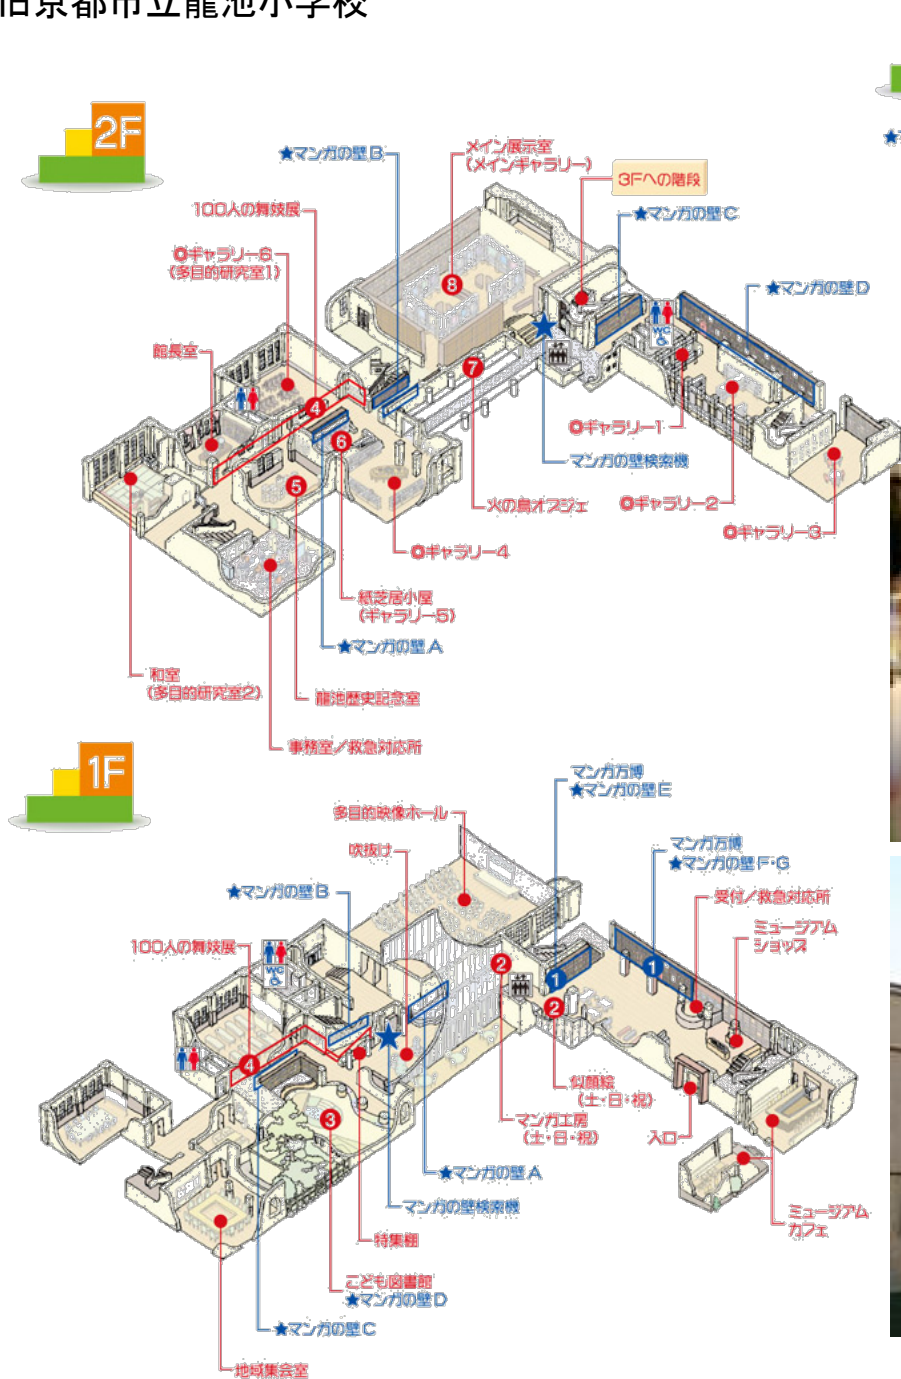 旧京都市立龍池小学校
2F
★マンガの壁B
メイン展示室
(メインギャラリー)
3Fへの階段
100人の舞妓展
★マンガの壁C
◎ギャラリー6
(多目的研究室1)
★マンガの壁D
館長室
8
WC
7
4
6
◎ギャラリー1
マンガの壁検索機
5
火の鳥オブジェ
◎ギャラリー2
◎ギャラリー3
◎ギャラリー4
紙芝居小屋
(ギャラリー5)
★マンガの壁A
和室
(多目的研究室2)
龍池歴史記念室
事務室/救急対応所
1F
マンガ万博
★マンガの壁E
多目的映像ホール
マンガ万博
★マンガの壁F・G
吹抜け
★マンガの壁B
受付/救急対応所
ミュージアム
ショップ
100人の舞妓展
WC
2
1
1
2
4
似顔絵
(土・日・祝)
3
マンガ工房
(土・日・祝)
入口
★マンガの壁A
マンガの壁検索機
ミュージアム
カフェ
特集棚
こども図書館
★マンガの壁D
★マンガの壁C
地域集会室